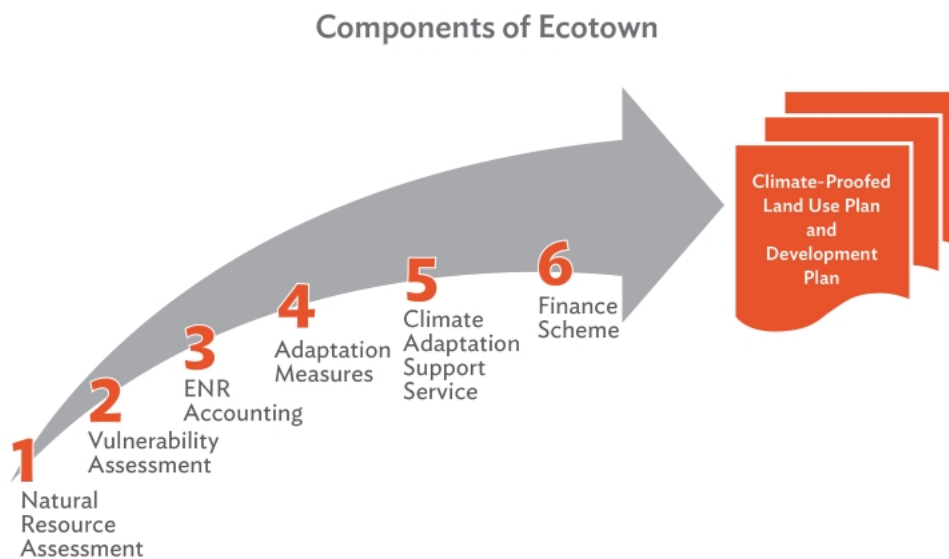 Components of Ecotown
1
Natural
Resource
Assessment
2
Vulnerability
Assessment
3
ENR
Accounting
4
Adaptation
Measures
5
Climate
Adaptation
Support
Service
6
Finance
Scheme
Climate-Proofed
Land Use Plan
and
Development
Plan